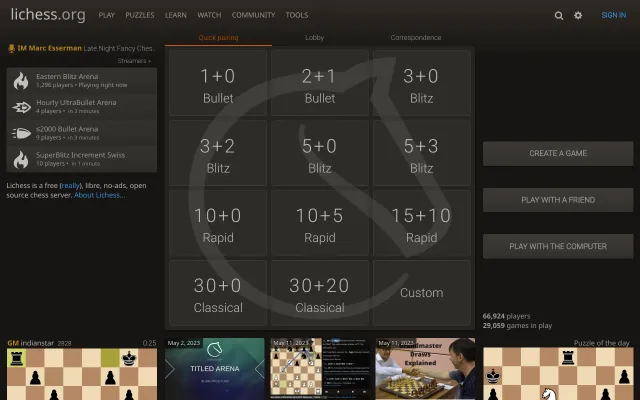 lichess.org PLAY PUZZLES LEARN WATCH COMMUNITY TOOLS SIGN IN
IM Marc Esserman Late Night Fancy Ches.
Streamers »
Eastern Blitz Arena
1,296 players • Playing right now
Hourly UltraBullet Arena
4 players • in 3 minutes
≤2000 Bullet Arena
9 players • in 3 minutes
SuperBlitz Increment Swiss
10 players • in 1 minute
Lichess is a free (really), libre, no-ads, open
source chess server. About Lichess...
Quick pairing Lobby Correspondence
1+0
Bullet
2+1
Bullet
3+0
Blitz
3+2
Blitz
5+0
Blitz
5+3
Blitz
10+0
Rapid
10+5
Rapid
15+10
Rapid
30+0
Classical
30+20
Classical
Custom
CREATE A GAME
PLAY WITH A FRIEND
PLAY WITH THE COMPUTER
66,924 players
29,059 games in play
GM indianstar 2828 0:25
May 2, 2023
TITLED ARENA
May 11, 2023
May 11, 2023
Draws
Explained
Puzzle of the day